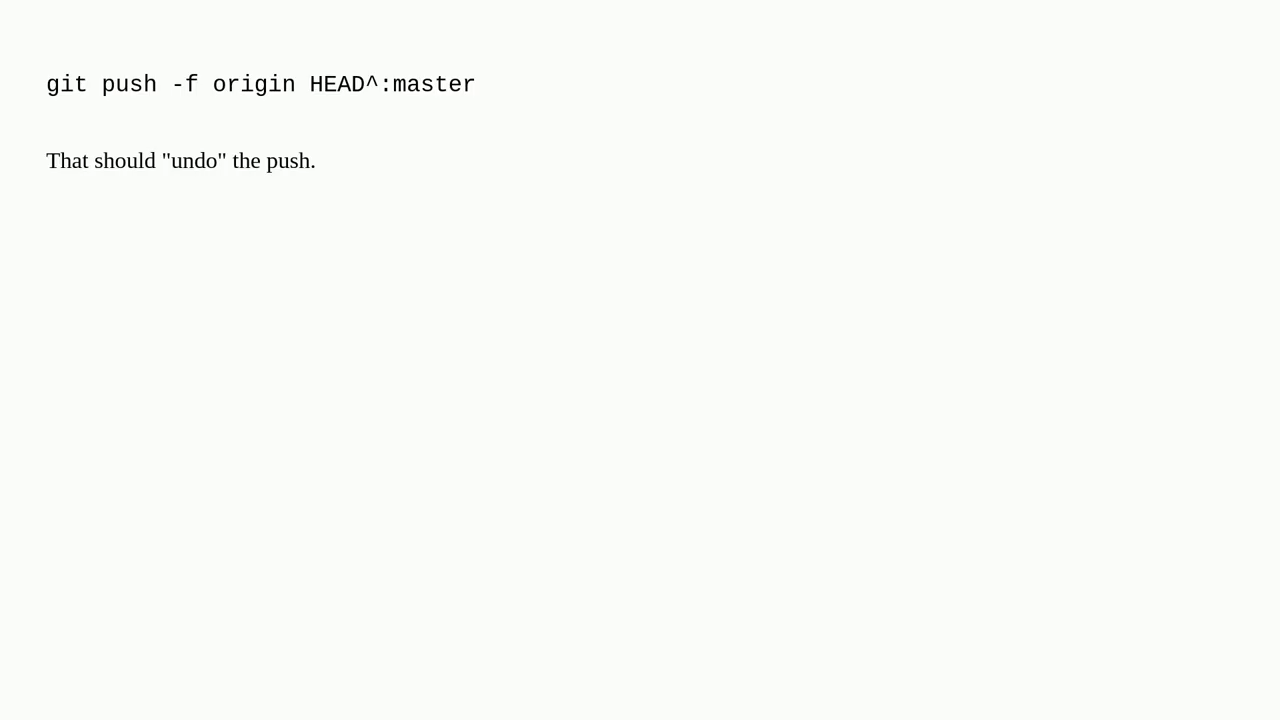 git push -f origin HEAD^:master
That should "undo" the push.